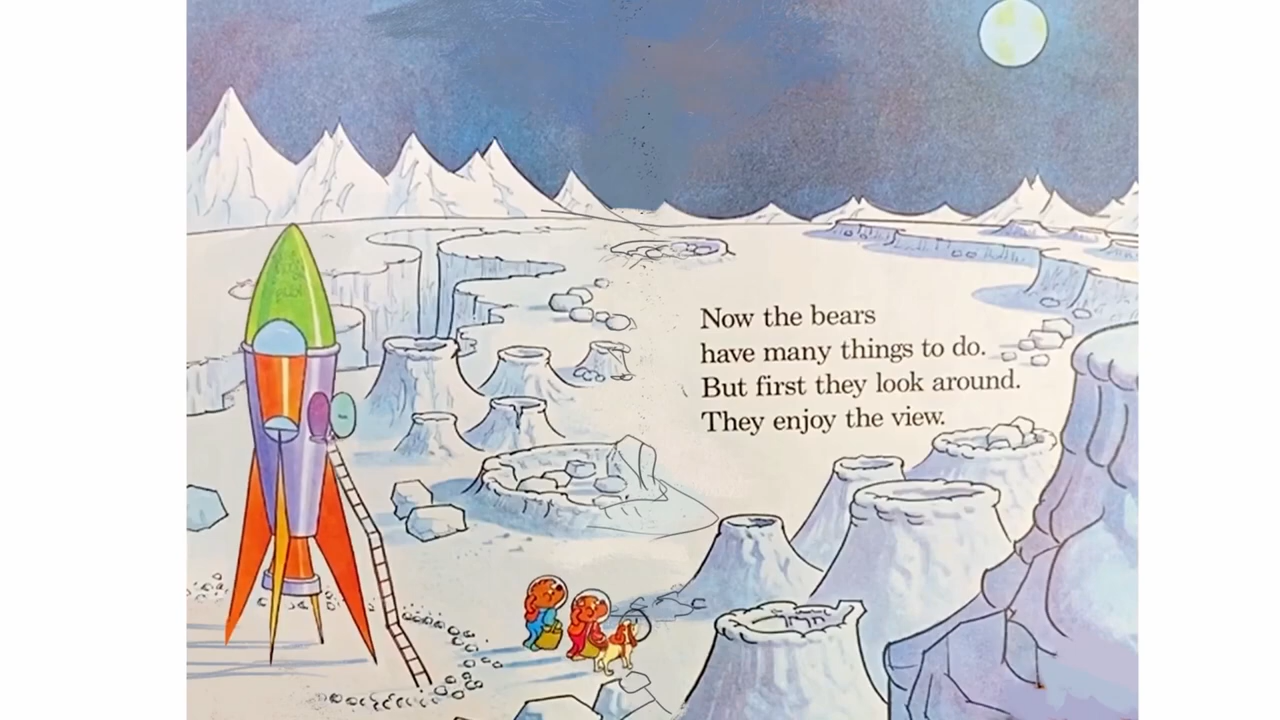 Now the bears
have many things to do.
But first they look around.
They enjoy the view.